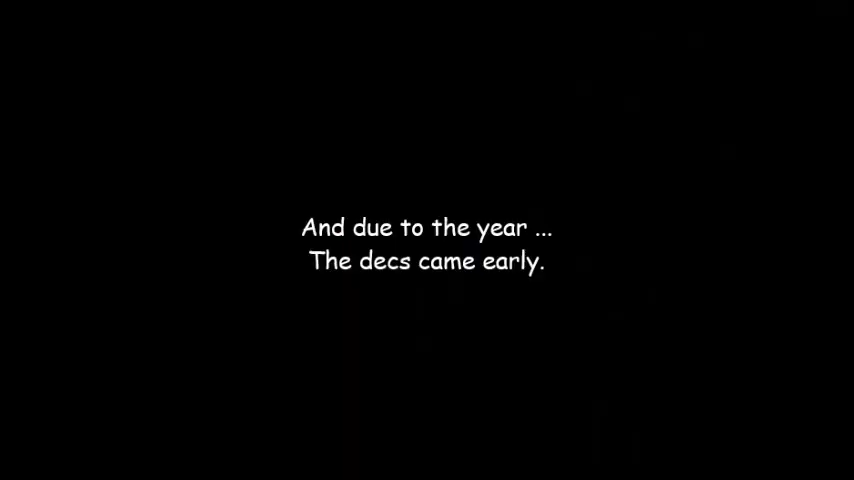 And due to the year ...
The decs came early.